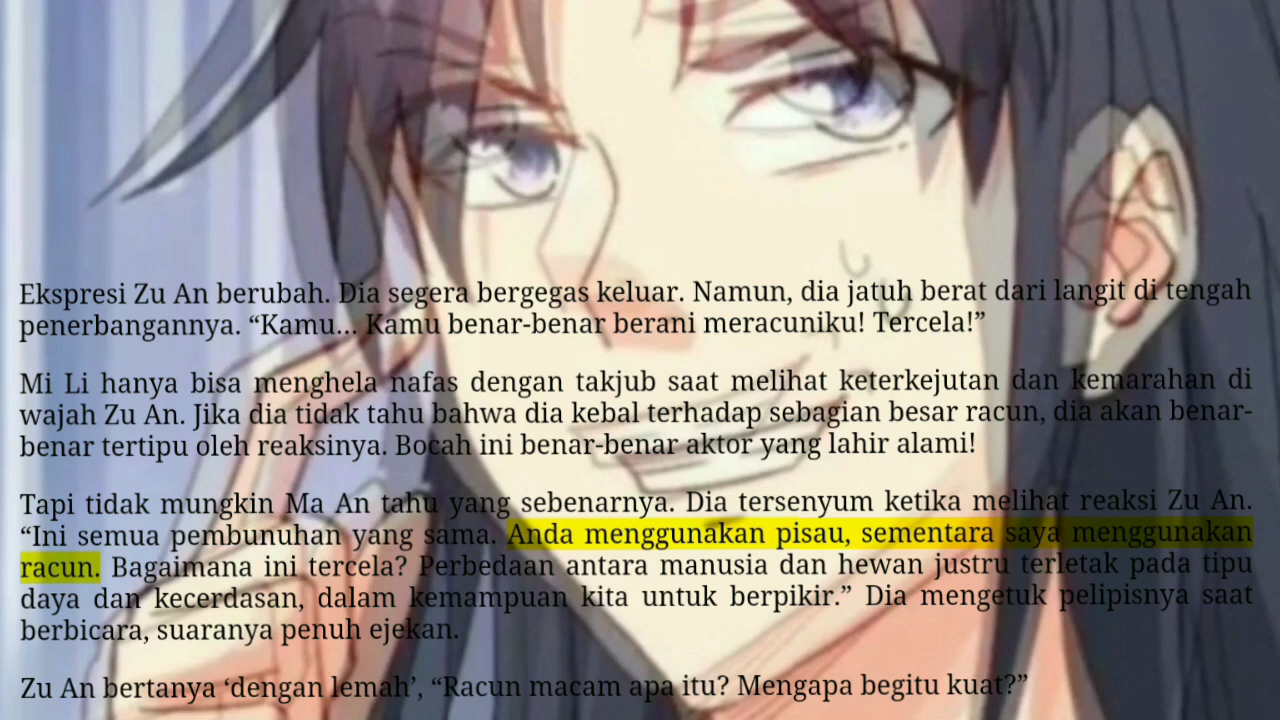 Ekspresi Zu An berubah. Dia segera bergegas keluar. Namun, dia jatuh berat dari langit di tengah
penerbangannya. “Kamu... Kamu benar-benar berani meracuniku! Tercela!”
Mi Li hanya bisa menghela nafas dengan takjub saat melihat keterkejutan dan kemarahan di
wajah Zu An. Jika dia tidak tahu bahwa dia kebal terhadap sebagian besar racun, dia akan benar-
benar tertipu oleh reaksinya. Bocah ini benar-benar aktor yang lahir alami!
Tapi tidak mungkin Ma An tahu yang sebenarnya. Dia tersenyum ketika melihat reaksi Zu An.
“Ini semua pembunuhan yang sama. Anda menggunakan pisau, sementara saya menggunakan
racun. Bagaimana ini tercela? Perbedaan antara manusia dan hewan justru terletak pada tipu
daya dan kecerdasan, dalam kemampuan kita untuk berpikir.” Dia mengetuk pelipisnya saat
berbicara, suaranya penuh ejekan.
Zu An bertanya ‘dengan lemah’, “Racun macam apa itu? Mengapa begitu kuat?”